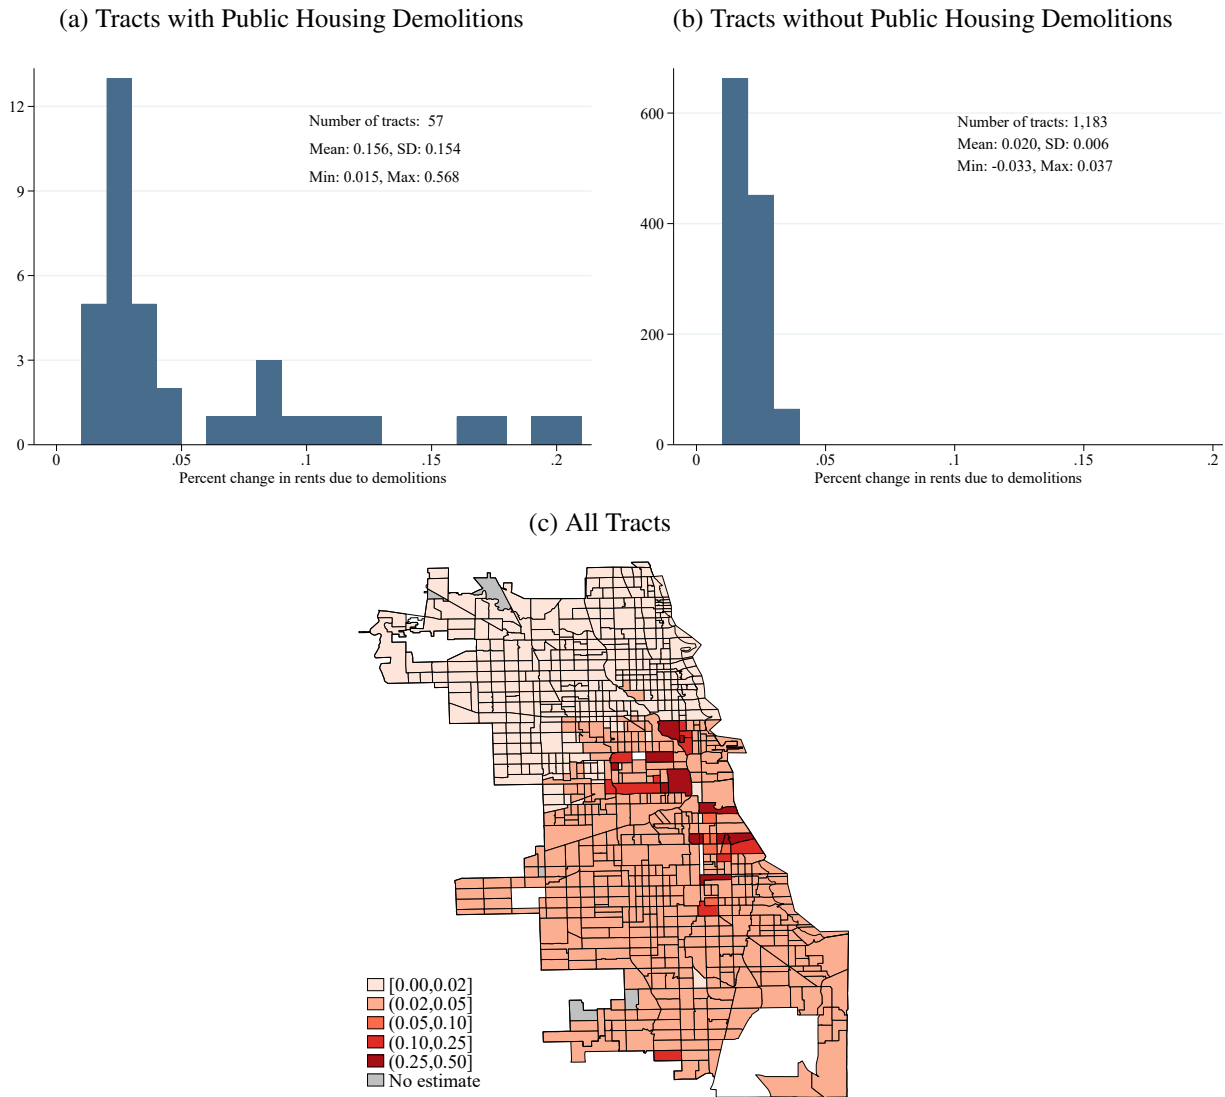 (a) Tracts with Public Housing Demolitions
12
9
6
3
0
Number of tracts: 57
Mean: 0.156, SD: 0.154
Min: 0.015, Max: 0.568
0 .05 .1 .15 .2
Percent change in rents due to demolitions
(b) Tracts without Public Housing Demolitions
600
400
200
0
Number of tracts: 1,183
Mean: 0.020, SD: 0.006
Min: -0.033, Max: 0.037
0 .05 .1 .15 .2
Percent change in rents due to demolitions
(c) All Tracts
[0.00,0.02]
(0.02,0.05]
(0.05,0.10]
(0.10,0.25]
(0.25,0.50]
No estimate